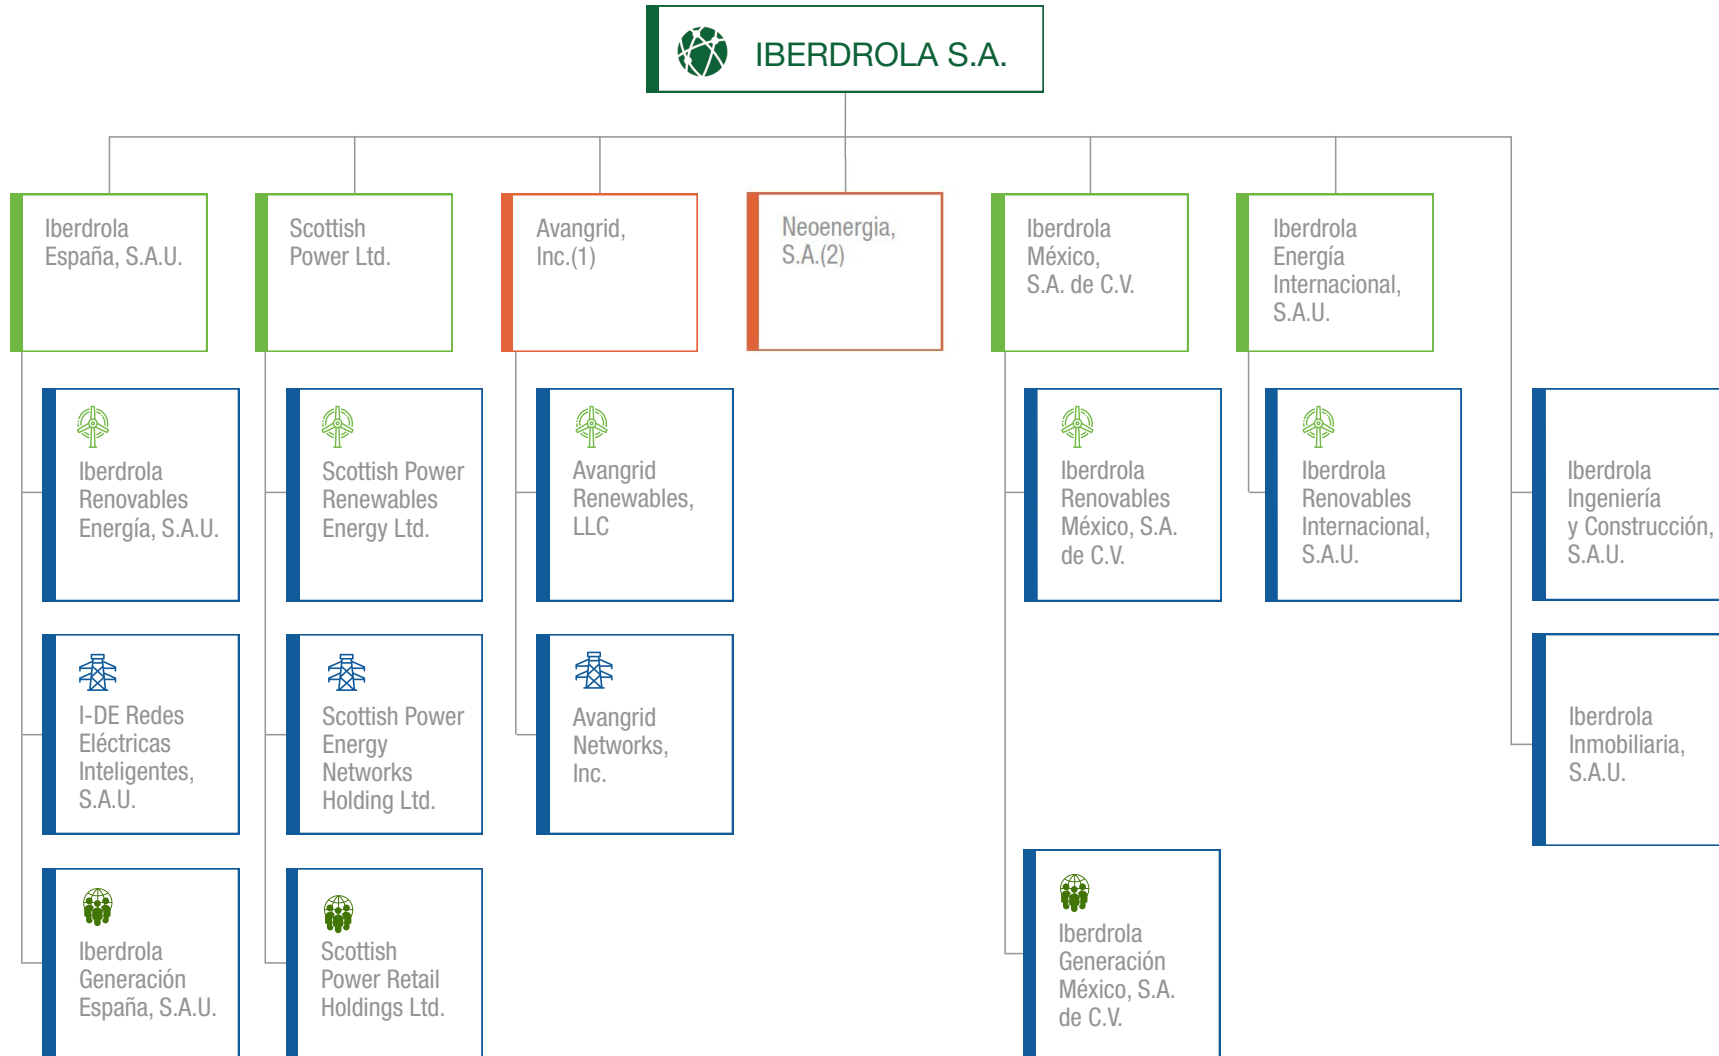 IBERDROLA S.A.
Iberdrola
España, S.A.U.
Scottish
Power Ltd.
Avangrid,
Inc.(1)
Neoenergia,
S.A.(2)
Iberdrola
México,
S.A. de C.V.
Iberdrola
Energía
Internacional,
S.A.U.
Iberdrola
Renovables
Energía, S.A.U.
Scottish Power
Renewables
Energy Ltd.
Avangrid
Renewables,
LLC
Iberdrola
Renovables
México, S.A.
de C.V.
Iberdrola
Renovables
Internacional,
S.A.U.
Iberdrola
Ingeniería
y Construcción,
S.A.U.
I-DE Redes
Eléctricas
Inteligentes,
S.A.U.
Scottish Power
Energy
Networks
Holding Ltd.
Avangrid
Networks,
Inc.
Iberdrola
Inmobiliaria,
S.A.U.
Iberdrola
Generación
España, S.A.U.
Scottish
Power Retail
Holdings Ltd.
Iberdrola
Generación
México, S.A.
de C.V.